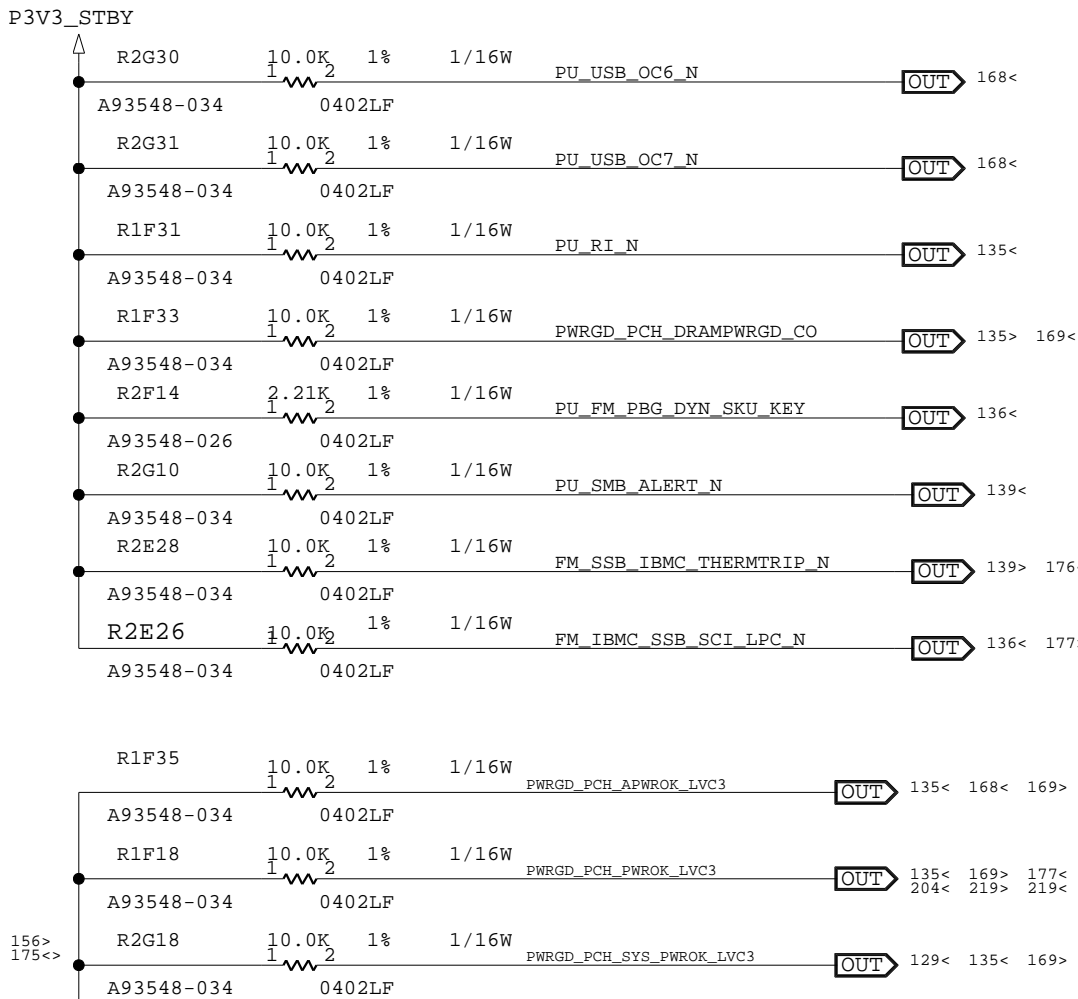 P3V3_STBY
R2G30 10.0K 1% 1/16W
1 2 PU_USB_OC6_N OUT 168<
A93548-034 0402LF
R2G31 10.0K 1% 1/16W
1 2 PU_USB_OC7_N OUT 168<
A93548-034 0402LF
R1F31 10.0K 1% 1/16W
1 2 PU_RI_N OUT 135<
A93548-034 0402LF
R1F33 10.0K 1% 1/16W
1 2 PWRGD_PCH_DRAMPWRGD_CO OUT 135> 169<
A93548-034 0402LF
R2F14 2.21K 1% 1/16W
1 2 PU_FM_PBG_DYN_SKU_KEY OUT 136<
A93548-026 0402LF
R2G10 10.0K 1% 1/16W
1 2 PU_SMB_ALERT_N OUT 139<
A93548-034 0402LF
R2E28 10.0K 1% 1/16W
1 2 FM_SSB_IBMC_THERMTRIP_N OUT 139> 176<
A93548-034 0402LF
R2E26 10.0K 1% 1/16W
1 2 FM_IBMC_SSB_SCI_LPC_N OUT 136< 177>
A93548-034 0402LF
R1F35 10.0K 1% 1/16W
1 2 PWRGD_PCH_APWROK_LVC3 OUT 135< 168< 169>
A93548-034 0402LF
R1F18 10.0K 1% 1/16W
1 2 PWRGD_PCH_PWROK_LVC3 OUT 135< 169> 177<
204< 219> 219<
A93548-034 0402LF
156> R2G18 10.0K 1% 1/16W
175<> 1 2 PWRGD_PCH_SYS_PWROK_LVC3 OUT 129< 135< 169>
A93548-034 0402LF